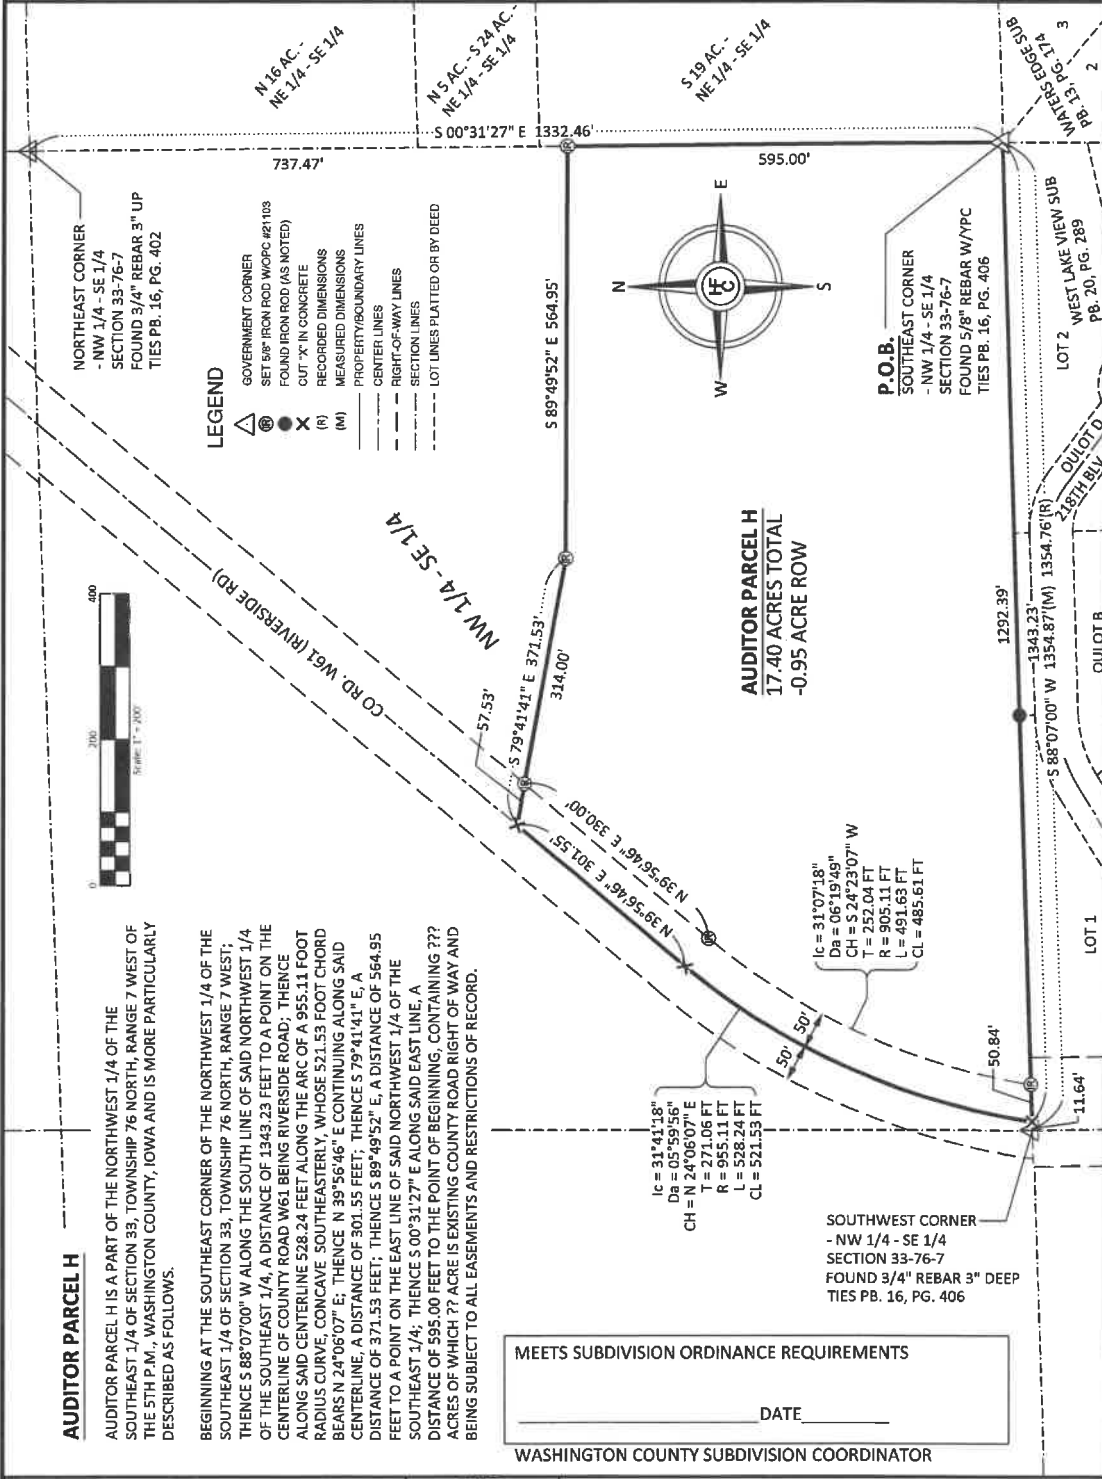 AUDITOR PARCEL H
AUDITOR PARCEL H IS A PART OF THE NORTHWEST 1/4 OF THE
SOUTHEAST 1/4 OF SECTION 33, TOWNSHIP 76 NORTH, RANGE 7 WEST OF
THE 5TH P.M., WASHINGTON COUNTY, IOWA AND IS MORE PARTICULARLY
DESCRIBED AS FOLLOWS.
BEGINNING AT THE SOUTHEAST CORNER OF THE NORTHWEST 1/4 OF THE
SOUTHEAST 1/4 OF SECTION 33, TOWNSHIP 76 NORTH, RANGE 7 WEST;
THENCE S 88°07'00" W ALONG THE SOUTH LINE OF SAID NORTHWEST 1/4
OF THE SOUTHEAST 1/4, A DISTANCE OF 1343.23 FEET TO A POINT ON THE
CENTERLINE OF COUNTY ROAD W61 BEING RIVERSIDE ROAD; THENCE
ALONG SAID CENTERLINE 528.24 FEET ALONG THE ARC OF A 955.11 FOOT
RADIUS CURVE, CONCAVE SOUTHEASTERLY, WHOSE 521.53 FOOT CHORD
BEARS N 24°06'07" E; THENCE N 39°56'46" E CONTINUING ALONG SAID
CENTERLINE, A DISTANCE OF 301.55 FEET; THENCE S 79°41'41" E, A
DISTANCE OF 371.53 FEET; THENCE S 89°49'52" E, A DISTANCE OF 564.95
FEET TO A POINT ON THE EAST LINE OF SAID NORTHWEST 1/4 OF THE
SOUTHEAST 1/4; THENCE S 00°31'27" E ALONG SAID EAST LINE, A
DISTANCE OF 595.00 FEET TO THE POINT OF BEGINNING, CONTAINING ???
ACRES OF WHICH ?? ACRE IS EXISTING COUNTY ROAD RIGHT OF WAY AND
BEING SUBJECT TO ALL EASEMENTS AND RESTRICTIONS OF RECORD.
0
200
400
Scale: 1" = 200'
NORTHEAST CORNER
- NW 1/4 - SE 1/4
SECTION 33-76-7
FOUND 3/4" REBAR 3" UP
TIES PB. 16, PG. 402
LEGEND
GOVERNMENT CORNER
SET 5/8" IRON ROD W/OPC #21103
FOUND IRON ROD (AS NOTED)
CUT "X" IN CONCRETE
(R) RECORDED DIMENSIONS
(M) MEASURED DIMENSIONS
PROPERTY/BOUNDARY LINES
CENTER LINES
RIGHT-OF-WAY LINES
SECTION LINES
LOT LINES PLATTED OR BY DEED
N 16 AC. -
NE 1/4 - SE 1/4
N 5 AC. - S 24 AC. -
NE 1/4 - SE 1/4
S 19 AC. -
NE 1/4 - SE 1/4
S 00°31'27" E 1332.46'
737.47'
595.00'
CO RD. W61 (RIVERSIDE RD)
NW 1/4 - SE 1/4
57.53'
S 79°41'41" E 371.53'
314.00'
S 89°49'52" E 564.95'
N 39°56'46" E 301.55'
N 39°56'46" E 330.00'
N
E
S
W
HFC
AUDITOR PARCEL H
17.40 ACRES TOTAL
-0.95 ACRE ROW
P.O.B.
SOUTHEAST CORNER
- NW 1/4 - SE 1/4
SECTION 33-76-7
FOUND 5/8" REBAR W/YPC
TIES PB. 16, PG. 406
Ic = 31°41'18"
Da = 05°59'56"
CH = N 24°06'07" E
T = 271.06 FT
R = 955.11 FT
L = 528.24 FT
CL = 521.53 FT
50'
50'
Ic = 31°07'18"
Da = 06°19'49"
CH = S 24°23'07" W
T = 252.04 FT
R = 905.11 FT
L = 491.63 FT
CL = 485.61 FT
50.84'
11.64'
1292.39'
1343.23'
S 88°07'00" W 1354.87'(M) 1354.76'(R)
SOUTHWEST CORNER
- NW 1/4 - SE 1/4
SECTION 33-76-7
FOUND 3/4" REBAR 3" DEEP
TIES PB. 16, PG. 406
LOT 1
OULOT B
218TH BLV
OULOT D
LOT 2
WEST LAKE VIEW SUB
PB. 20, PG. 289
WATERS EDGE SUB
PB. 13, PG. 174
2
3
MEETS SUBDIVISION ORDINANCE REQUIREMENTS
DATE
WASHINGTON COUNTY SUBDIVISION COORDINATOR